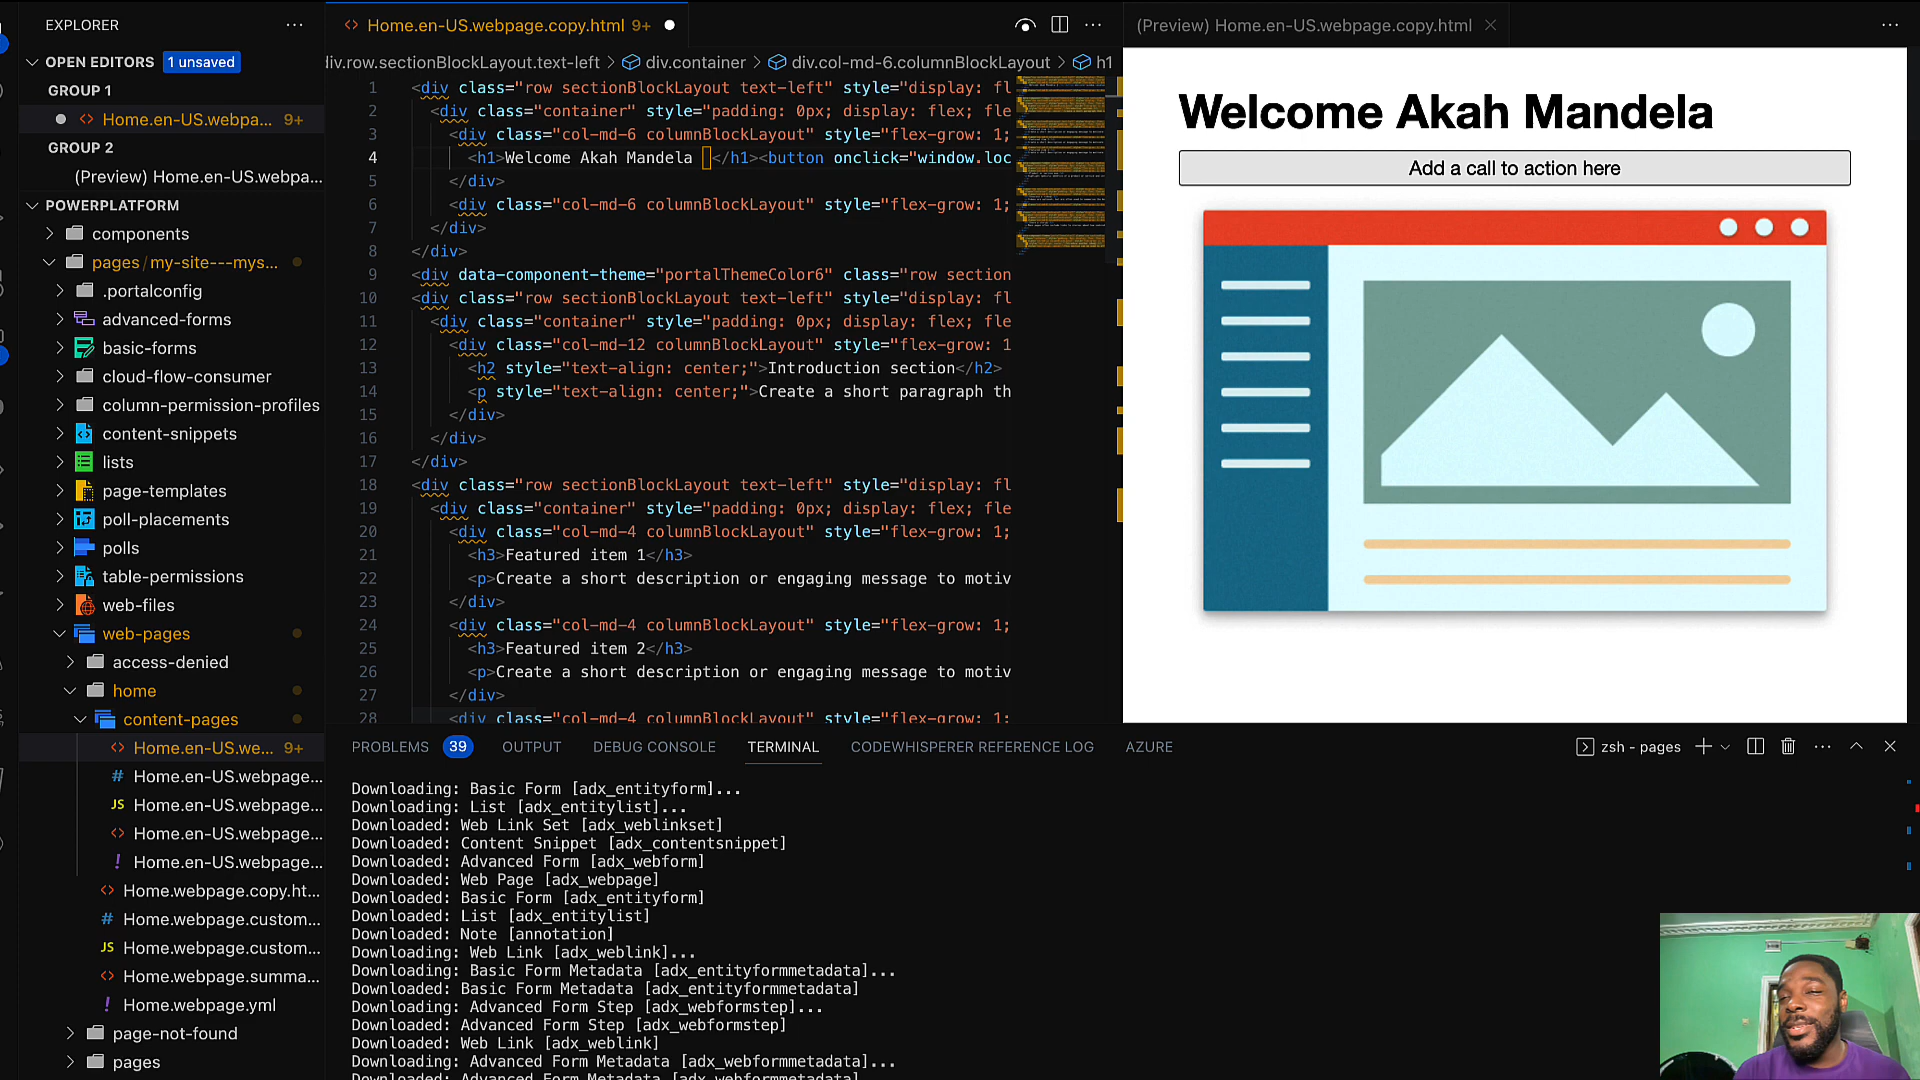 EXPLORER
OPEN EDITORS 1 unsaved
GROUP 1
Home.en-US.webpa... 9+
GROUP 2
(Preview) Home.en-US.webpa...
POWERPLATFORM
components
pages / my-site---mys...
.portalconfig
advanced-forms
basic-forms
cloud-flow-consumer
column-permission-profiles
content-snippets
lists
page-templates
poll-placements
polls
table-permissions
web-files
web-pages
access-denied
home
content-pages
Home.en-US.we... 9+
Home.en-US.webpage...
Home.en-US.webpage...
Home.en-US.webpage...
Home.en-US.webpage...
Home.webpage.copy.ht...
Home.webpage.custom...
Home.webpage.custom...
Home.webpage.summa...
Home.webpage.yml
page-not-found
pages
Home.en-US.webpage.copy.html 9+
div.row.sectionBlockLayout.text-left > div.container > div.col-md-6.columnBlockLayout > h1
1 <div class="row sectionBlockLayout text-left" style="display: fl
2 <div class="container" style="padding: 0px; display: flex; fle
3 <div class="col-md-6 columnBlockLayout" style="flex-grow: 1;
4 <h1>Welcome Akah Mandela </h1><button onclick="window.loc
5 </div>
6 <div class="col-md-6 columnBlockLayout" style="flex-grow: 1;
7 </div>
8 </div>
9 <div data-component-theme="portalThemeColor6" class="row section
10 <div class="row sectionBlockLayout text-left" style="display: fl
11 <div class="container" style="padding: 0px; display: flex; fle
12 <div class="col-md-12 columnBlockLayout" style="flex-grow: 1
13 <h2 style="text-align: center;">Introduction section</h2>
14 <p style="text-align: center;">Create a short paragraph th
15 </div>
16 </div>
17 </div>
18 <div class="row sectionBlockLayout text-left" style="display: fl
19 <div class="container" style="padding: 0px; display: flex; fle
20 <div class="col-md-4 columnBlockLayout" style="flex-grow: 1;
21 <h3>Featured item 1</h3>
22 <p>Create a short description or engaging message to motiv
23 </div>
24 <div class="col-md-4 columnBlockLayout" style="flex-grow: 1;
25 <h3>Featured item 2</h3>
26 <p>Create a short description or engaging message to motiv
27 </div>
28 <div class="col-md-4 columnBlockLayout" style="flex-grow: 1;
(Preview) Home.en-US.webpage.copy.html
Welcome Akah Mandela
Add a call to action here
PROBLEMS 39 OUTPUT DEBUG CONSOLE TERMINAL CODEWHISPERER REFERENCE LOG AZURE
zsh - pages
Downloading: Basic Form [adx_entityform]...
Downloading: List [adx_entitylist]...
Downloaded: Web Link Set [adx_weblinkset]
Downloaded: Content Snippet [adx_contentsnippet]
Downloaded: Advanced Form [adx_webform]
Downloaded: Web Page [adx_webpage]
Downloaded: Basic Form [adx_entityform]
Downloaded: List [adx_entitylist]
Downloaded: Note [annotation]
Downloading: Web Link [adx_weblink]...
Downloading: Basic Form Metadata [adx_entityformmetadata]...
Downloaded: Basic Form Metadata [adx_entityformmetadata]
Downloading: Advanced Form Step [adx_webformstep]...
Downloaded: Advanced Form Step [adx_webformstep]
Downloaded: Web Link [adx_weblink]
Downloading: Advanced Form Metadata [adx_webformmetadata]...
Downloaded: Advanced Form Metadata [adx_webformmetadata]